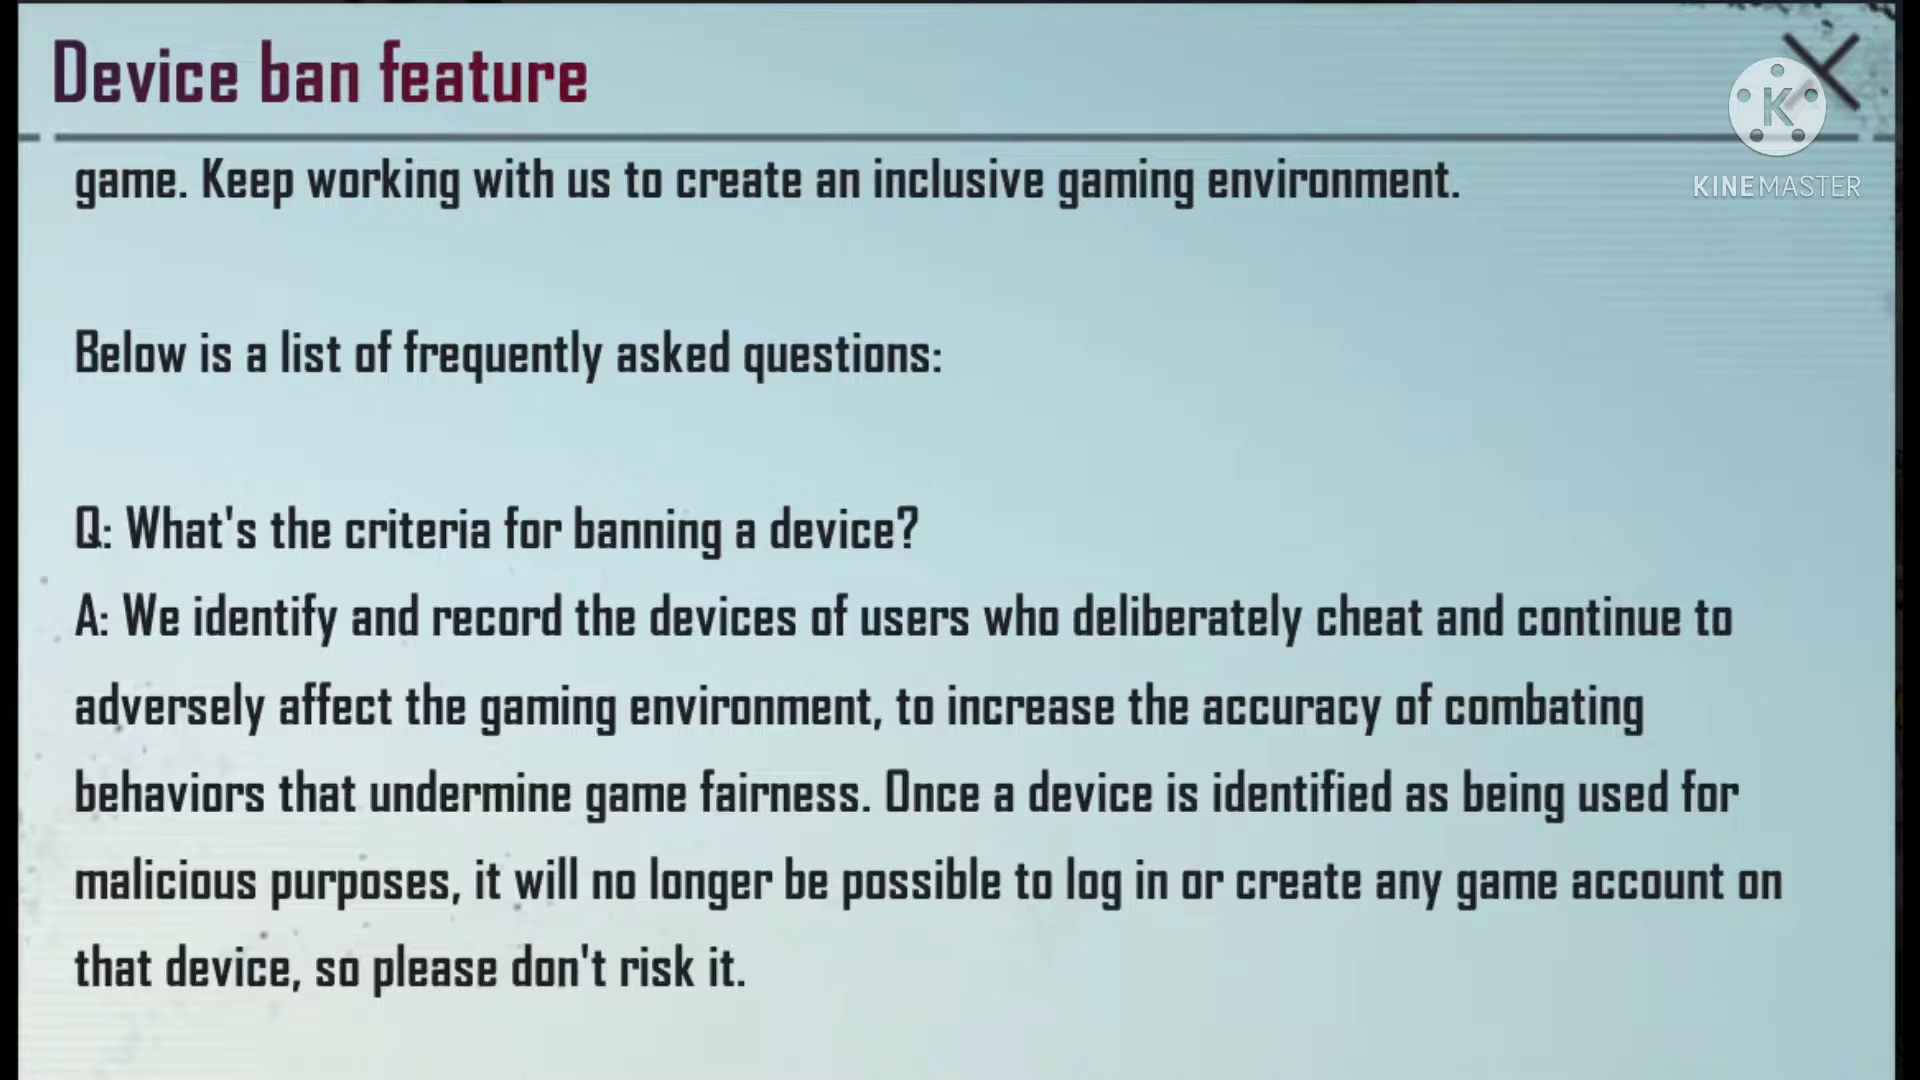 Device ban feature
K
KINEMASTER
game. Keep working with us to create an inclusive gaming environment.
Below is a list of frequently asked questions:
Q: What's the criteria for banning a device?
A: We identify and record the devices of users who deliberately cheat and continue to
adversely affect the gaming environment, to increase the accuracy of combating
behaviors that undermine game fairness. Once a device is identified as being used for
malicious purposes, it will no longer be possible to log in or create any game account on
that device, so please don't risk it.